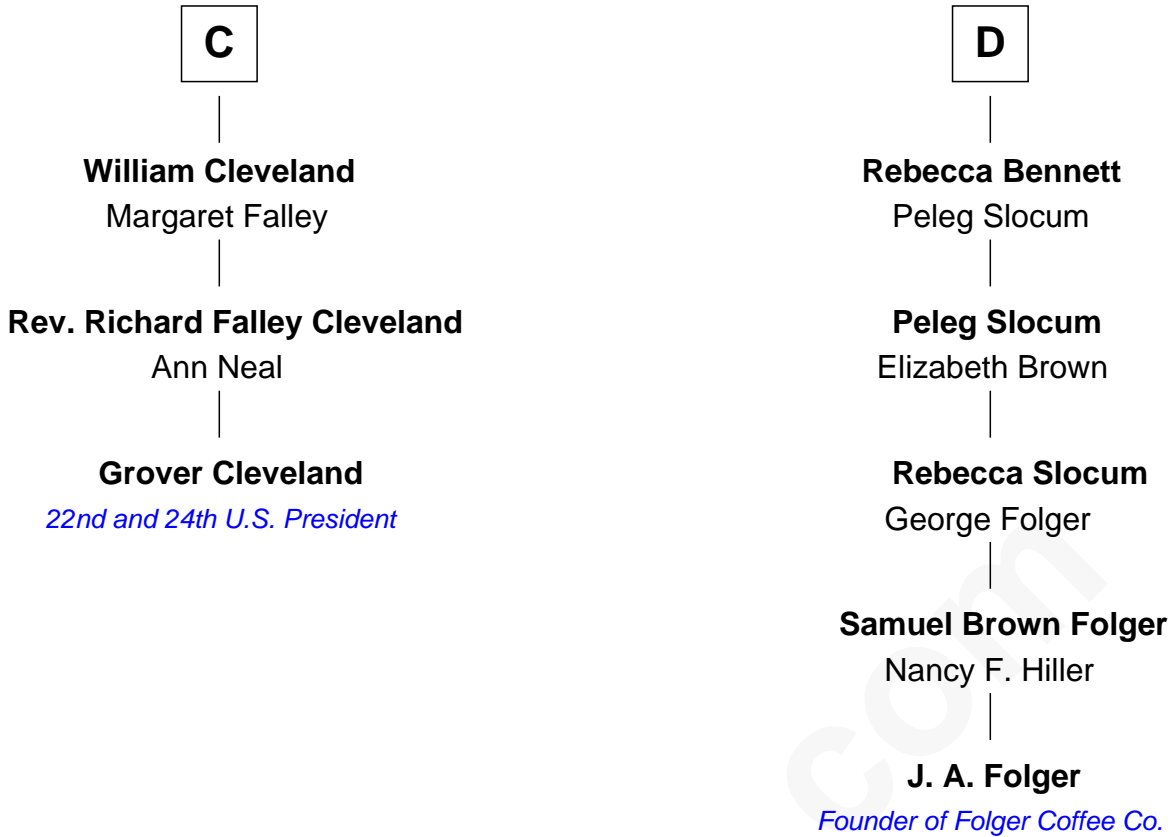 C
William Cleveland
Margaret Falley
Rev. Richard Falley Cleveland
Ann Neal
Grover Cleveland
22nd and 24th U.S. President
D
Rebecca Bennett
Peleg Slocum
Peleg Slocum
Elizabeth Brown
Rebecca Slocum
George Folger
Samuel Brown Folger
Nancy F. Hiller
J. A. Folger
Founder of Folger Coffee Co.
com